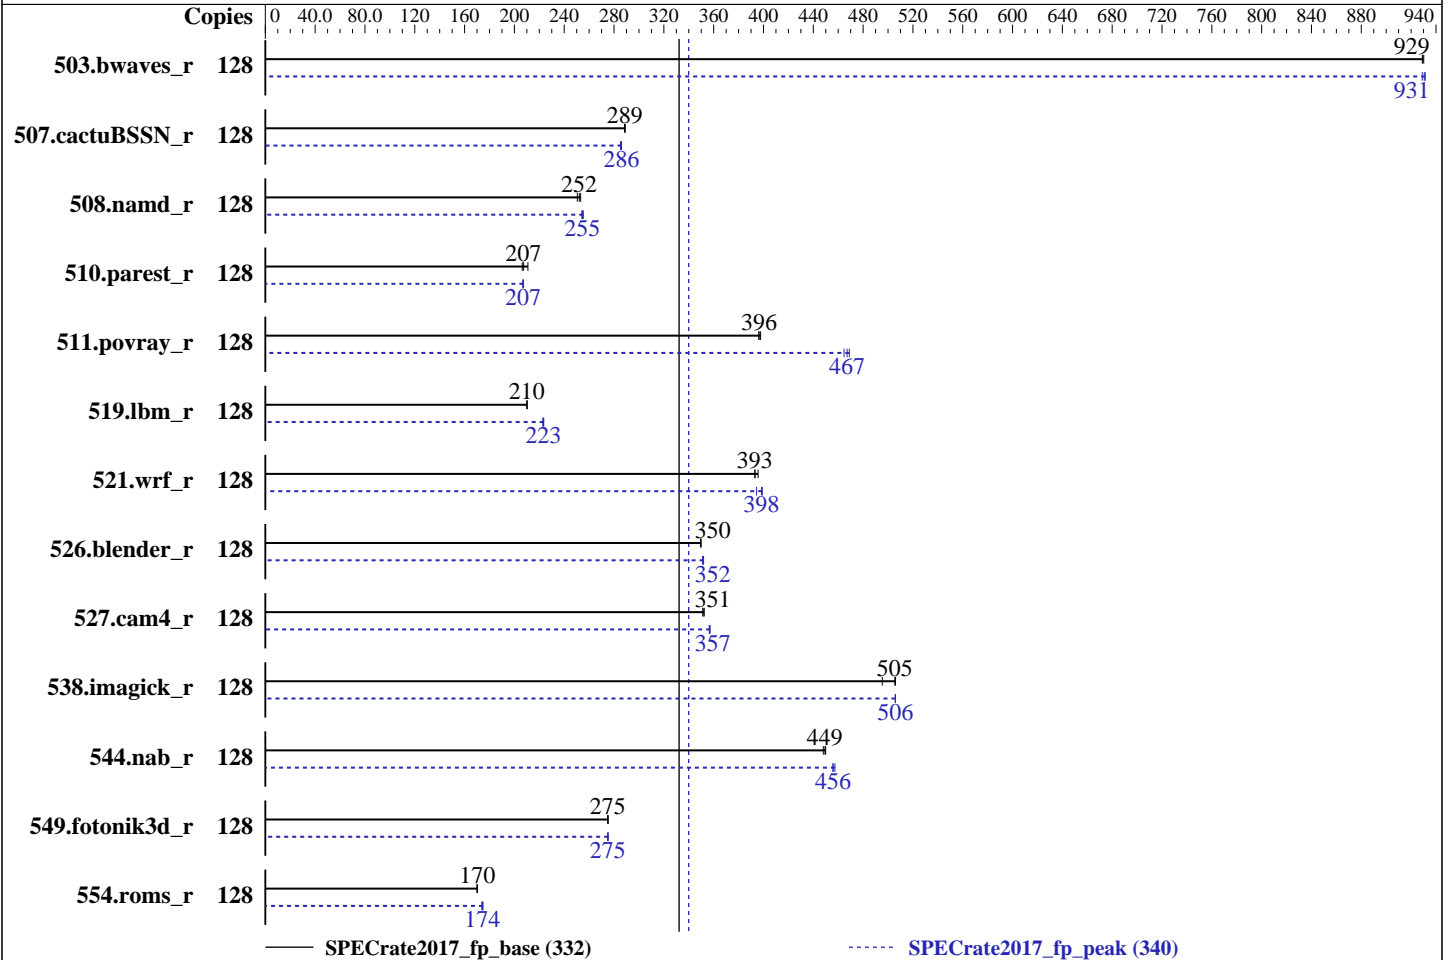 Copies 0 40.0 80.0 120 160 200 240 280 320 360 400 440 480 520 560 600 640 680 720 760 800 840 880 940
929
503.bwaves_r 128
931
289
507.cactuBSSN_r 128
286
252
508.namd_r 128
255
207
510.parest_r 128
207
396
511.povray_r 128
467
210
519.lbm_r 128
223
393
521.wrf_r 128
398
350
526.blender_r 128
352
351
527.cam4_r 128
357
505
538.imagick_r 128
506
449
544.nab_r 128
456
275
549.fotonik3d_r 128
275
170
554.roms_r 128
174
SPECrate2017_fp_base (332) SPECrate2017_fp_peak (340)